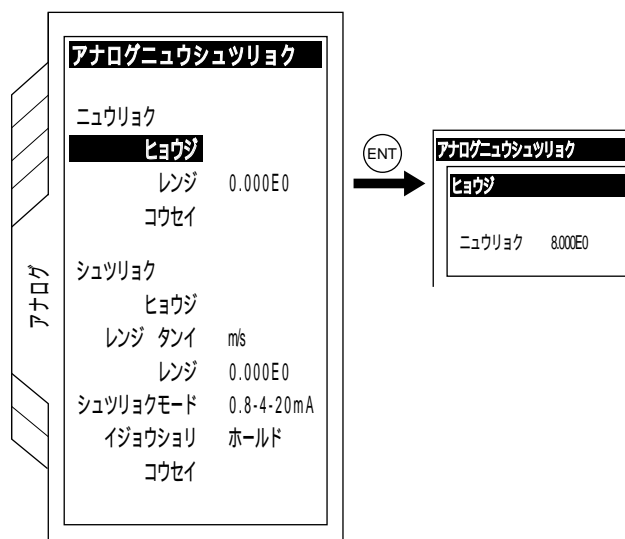 アナログニュウシュツリョク
ニュウリョク
ヒョウジ
レンジ 0.000E0
コウセイ
シュツリョク
ヒョウジ
レンジ タンイ m/s
レンジ 0.000E0
シュツリョクモード 0.8-4-20mA
イジョウショリ ホールド
コウセイ
アナログ
ENT
アナログニュウシュツリョク
ヒョウジ
ニュウリョク 8.000E0